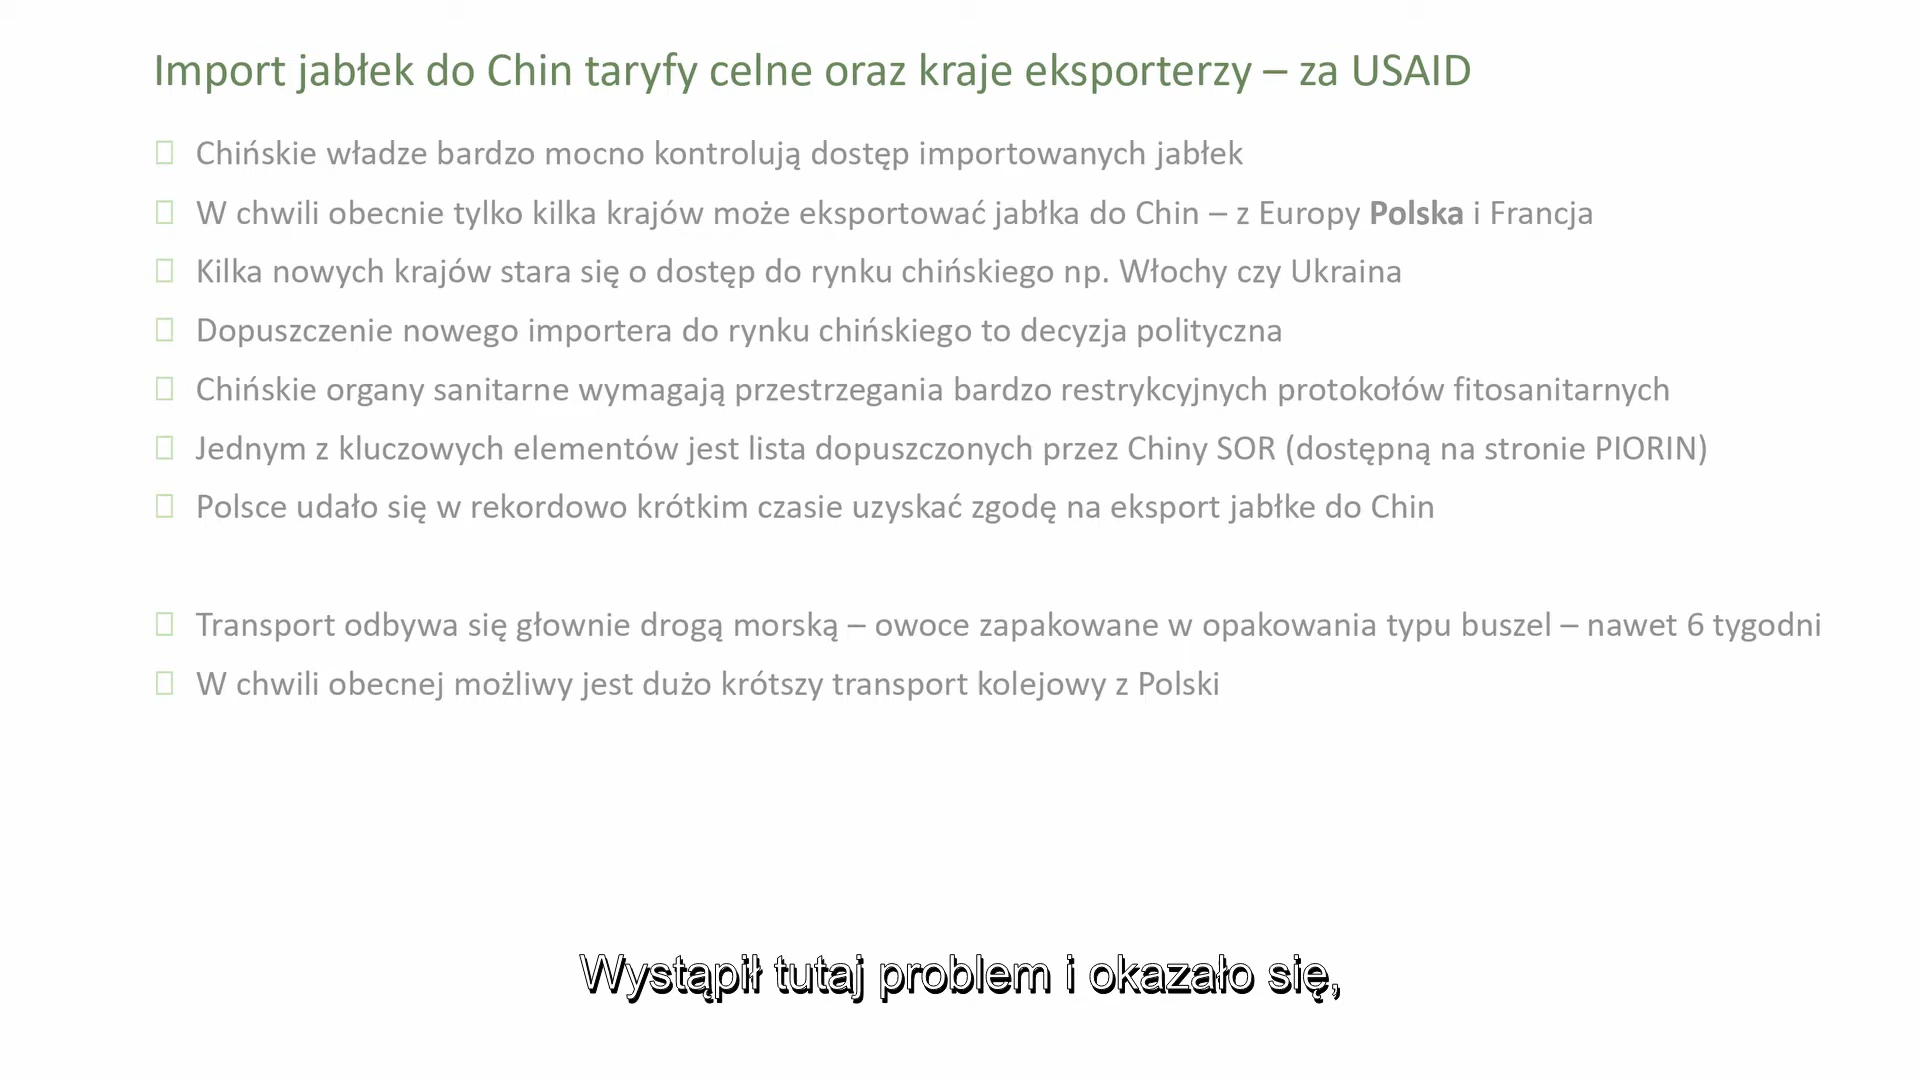 Import jabłek do Chin taryfy celne oraz kraje eksporterzy – za USAID
Chińskie władze bardzo mocno kontrolują dostęp importowanych jabłek
W chwili obecnie tylko kilka krajów może eksportować jabłka do Chin – z Europy Polska i Francja
Kilka nowych krajów stara się o dostęp do rynku chińskiego np. Włochy czy Ukraina
Dopuszczenie nowego importera do rynku chińskiego to decyzja polityczna
Chińskie organy sanitarne wymagają przestrzegania bardzo restrykcyjnych protokołów fitosanitarnych
Jednym z kluczowych elementów jest lista dopuszczonych przez Chiny SOR (dostępną na stronie PIORIN)
Polsce udało się w rekordowo krótkim czasie uzyskać zgodę na eksport jabłke do Chin
Transport odbywa się głownie drogą morską – owoce zapakowane w opakowania typu buszel – nawet 6 tygodni
W chwili obecnej możliwy jest dużo krótszy transport kolejowy z Polski
Wystąpił tutaj problem i okazało się,